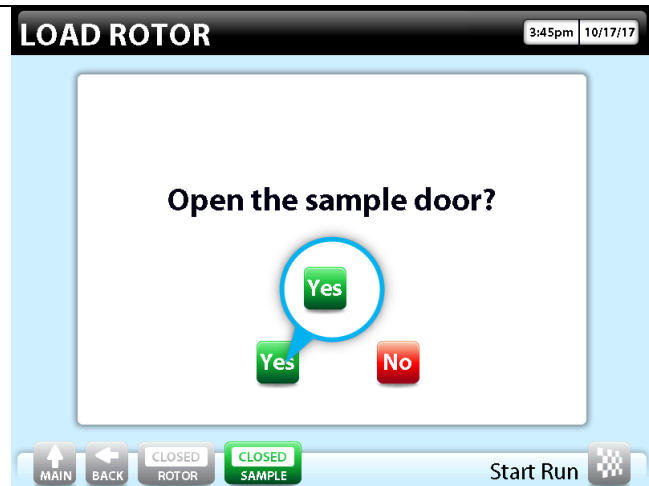 LOAD ROTOR
3:45pm 10/17/17
Open the sample door?
Yes
Yes
No
MAIN
BACK
CLOSED
ROTOR
CLOSED
SAMPLE
Start Run